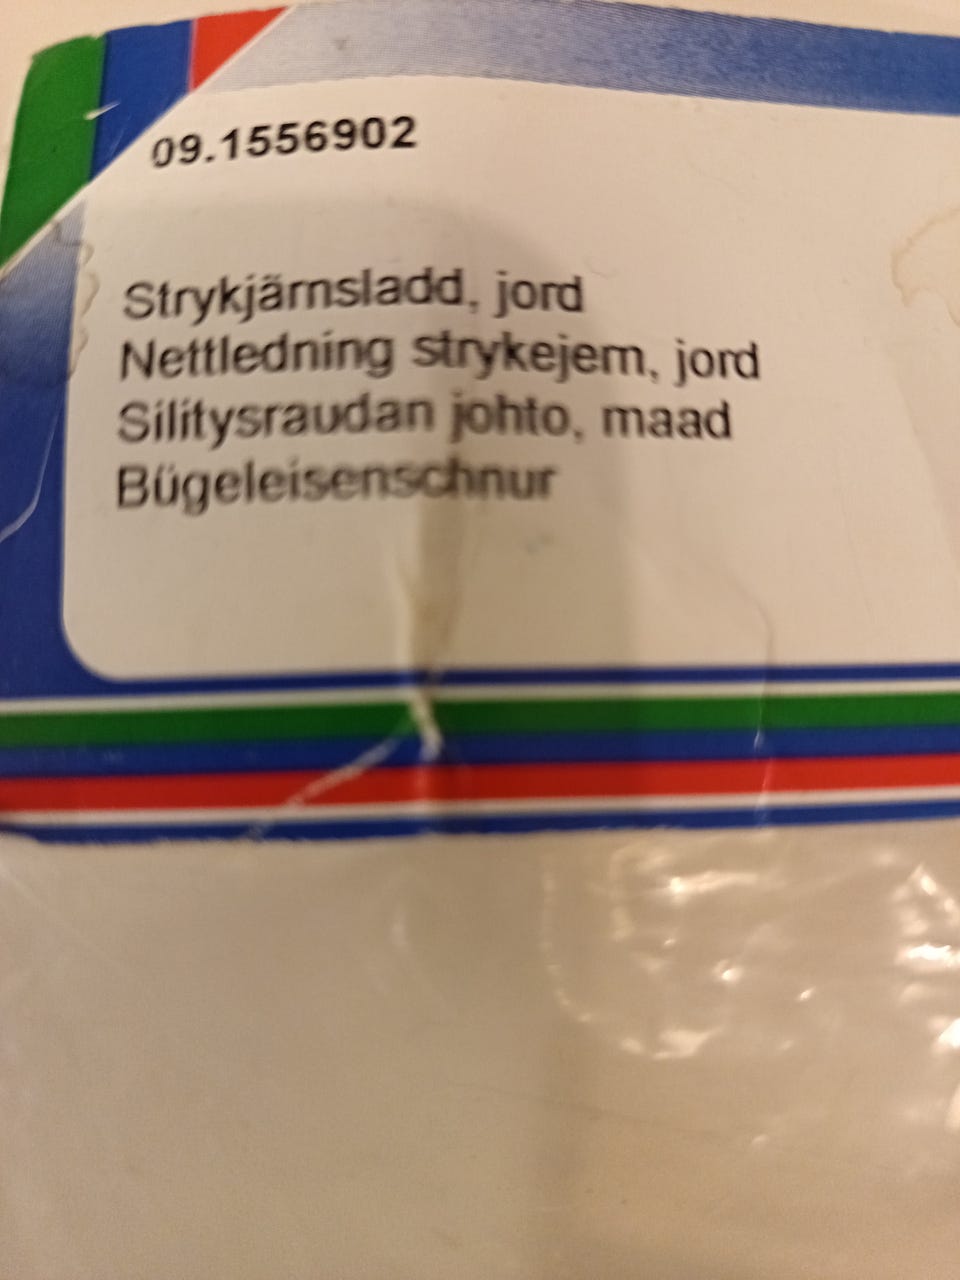 09.1556902
Strykjärnsladd, jord
Nettledning strykejern, jord
Silitysraudan johto, maad
Bügeleisenschnur